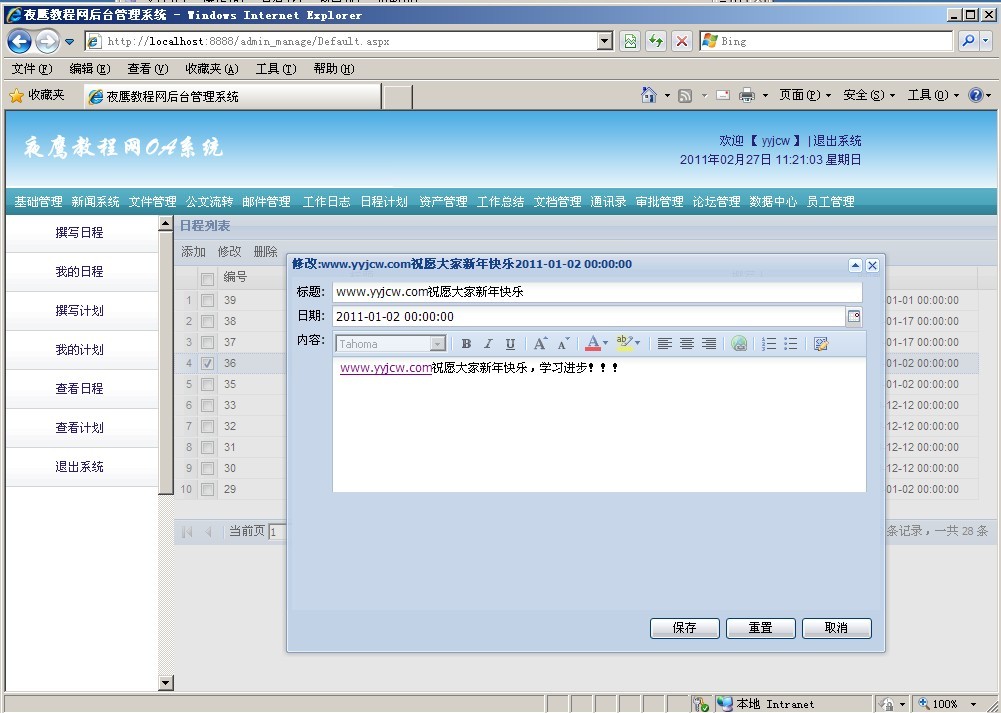 夜鹰教程网后台管理系统 - Windows Internet Explorer
http://localhost:8888/admin_manage/Default.aspx
Bing
文件(F) 编辑(E) 查看(V) 收藏夹(A) 工具(T) 帮助(H)
收藏夹 夜鹰教程网后台管理系统 页面(P) 安全(S) 工具(O)
夜鹰教程网OA系统
欢迎【 yyjcw 】 | 退出系统
2011年02月27日 11:21:03 星期日
基础管理 新闻系统 文件管理 公文流转 邮件管理 工作日志 日程计划 资产管理 工作总结 文档管理 通讯录 审批管理 论坛管理 数据中心 员工管理
撰写日程
我的日程
撰写计划
我的计划
查看日程
查看计划
退出系统
日程列表
添加 修改 删除
编号
1 39 01-01 00:00:00
2 38 01-17 00:00:00
3 37 01-17 00:00:00
4 36 01-02 00:00:00
5 35 01-02 00:00:00
6 33 12-12 00:00:00
7 32 12-12 00:00:00
8 31 12-12 00:00:00
9 30 12-12 00:00:00
10 29 01-02 00:00:00
当前页 1 条记录，一共 28 条
修改:www.yyjcw.com祝愿大家新年快乐2011-01-02 00:00:00
标题: www.yyjcw.com祝愿大家新年快乐
日期: 2011-01-02 00:00:00
内容: Tahoma B I U A A A ab
www.yyjcw.com祝愿大家新年快乐，学习进步！！！
保存 重置 取消
本地 Intranet 100%